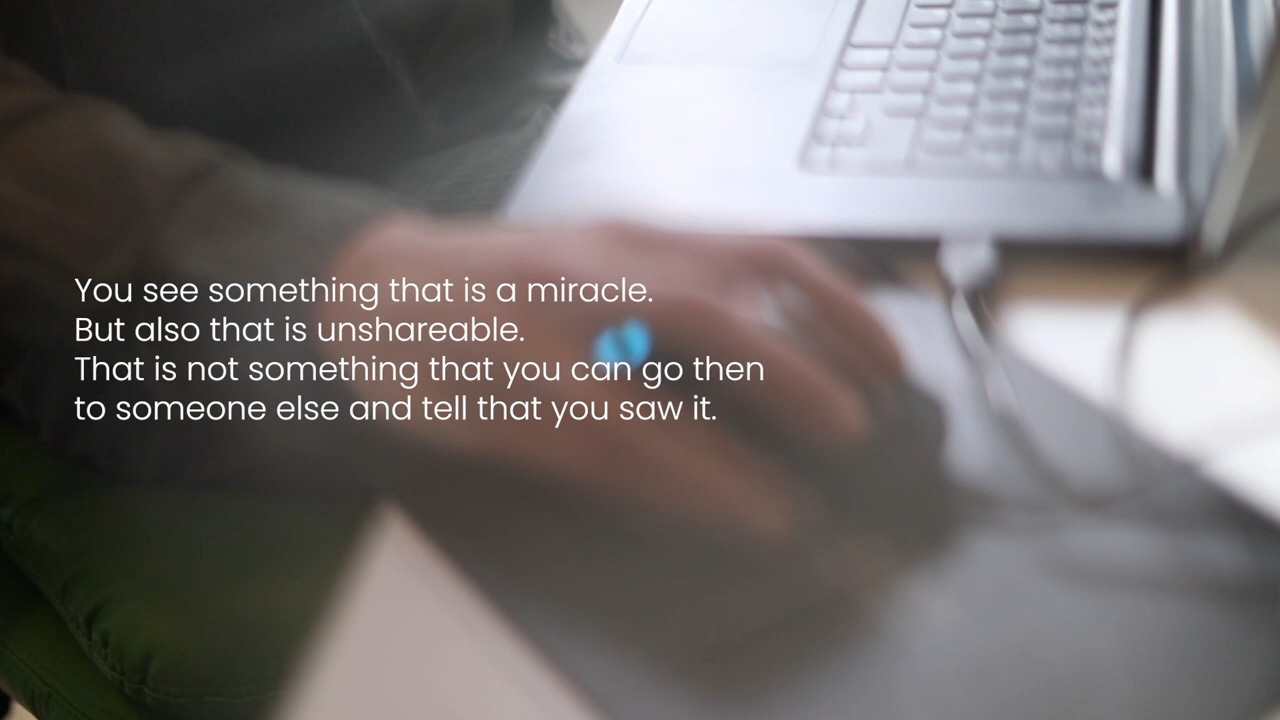 You see something that is a miracle.
But also that is unshareable.
That is not something that you can go then
to someone else and tell that you saw it.